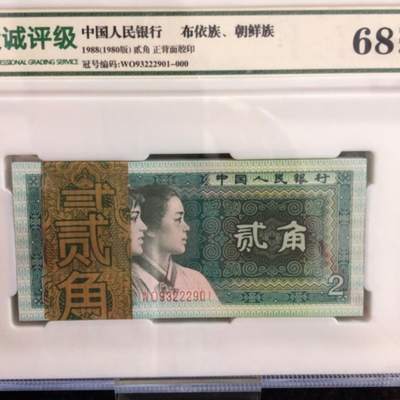 诚评级
中国人民银行 布依族、朝鲜族
68
1988(1980版) 贰角 正背面胶印
冠号编码:WO93222901-000
中国人民银行
贰角
贰角
2
WO93222901